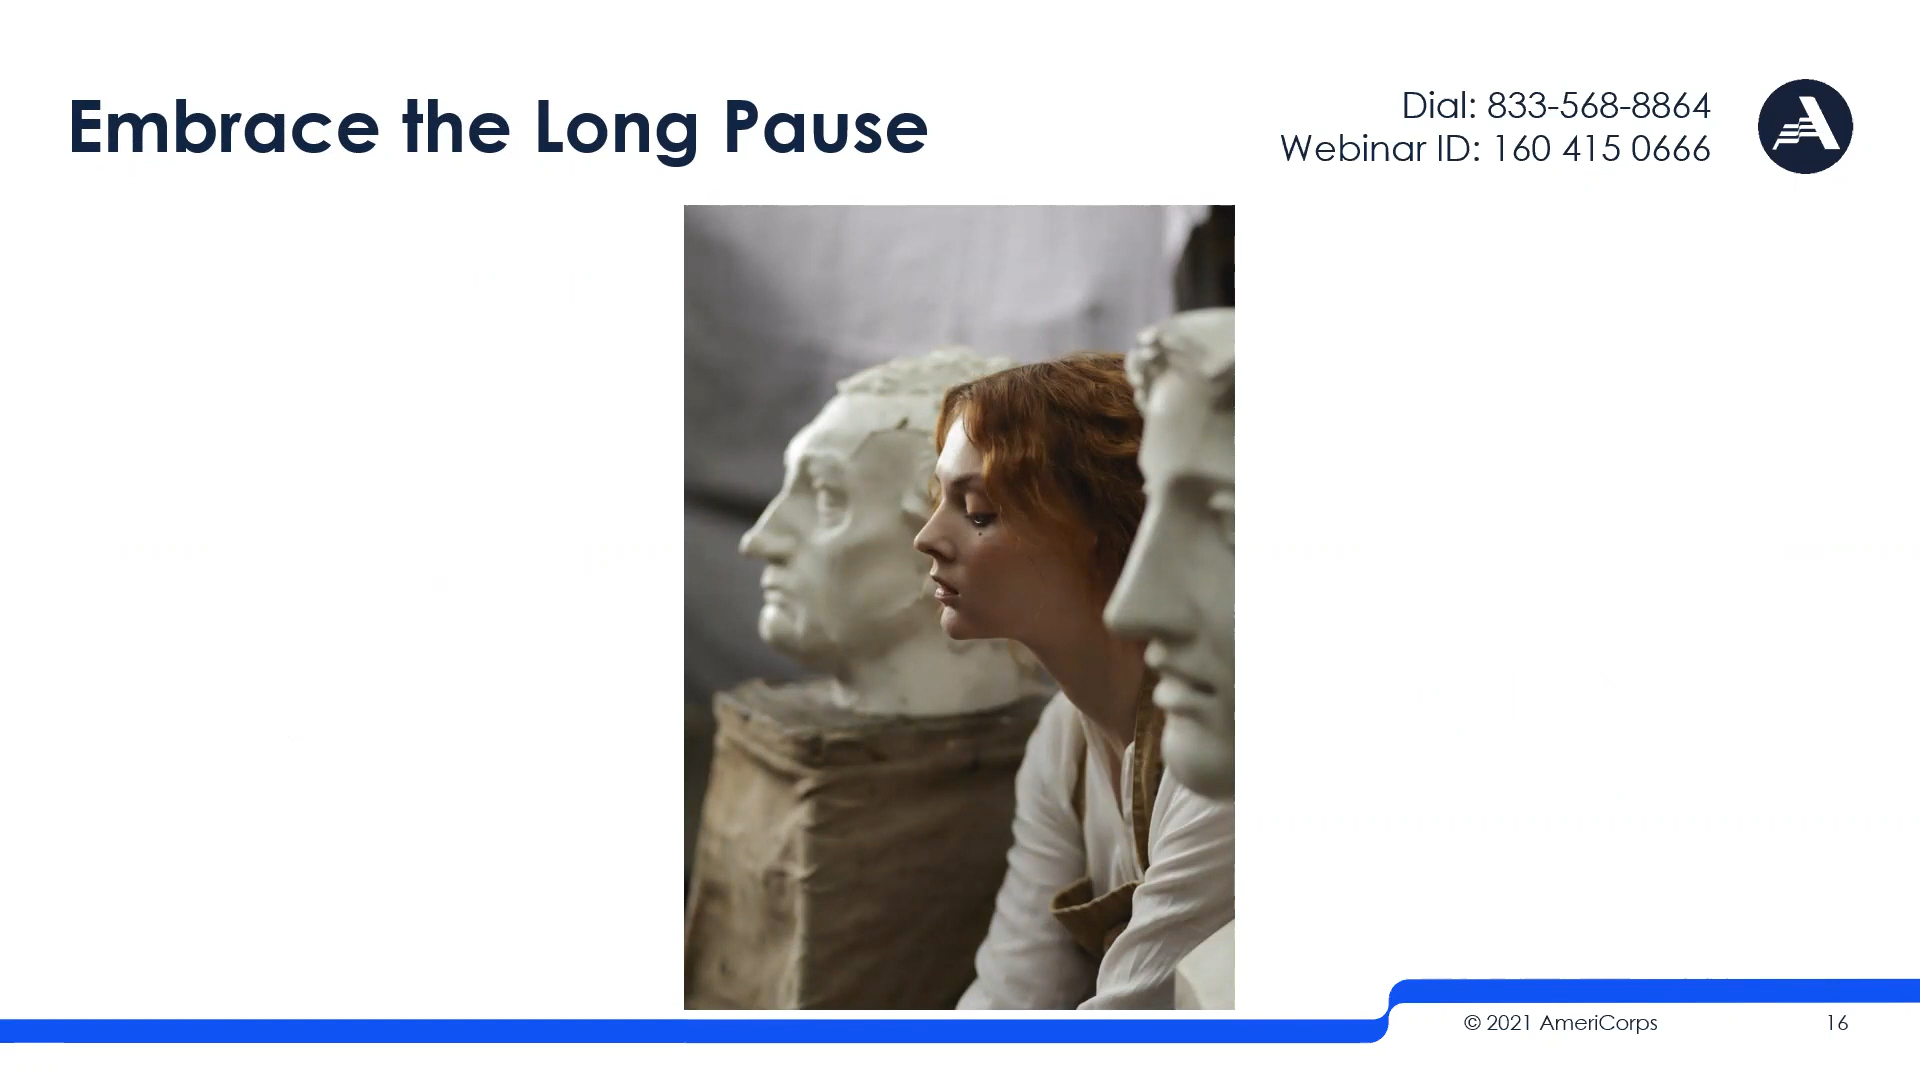 Embrace the Long Pause
Dial: 833-568-8864
Webinar ID: 160 415 0666
© 2021 AmeriCorps
16